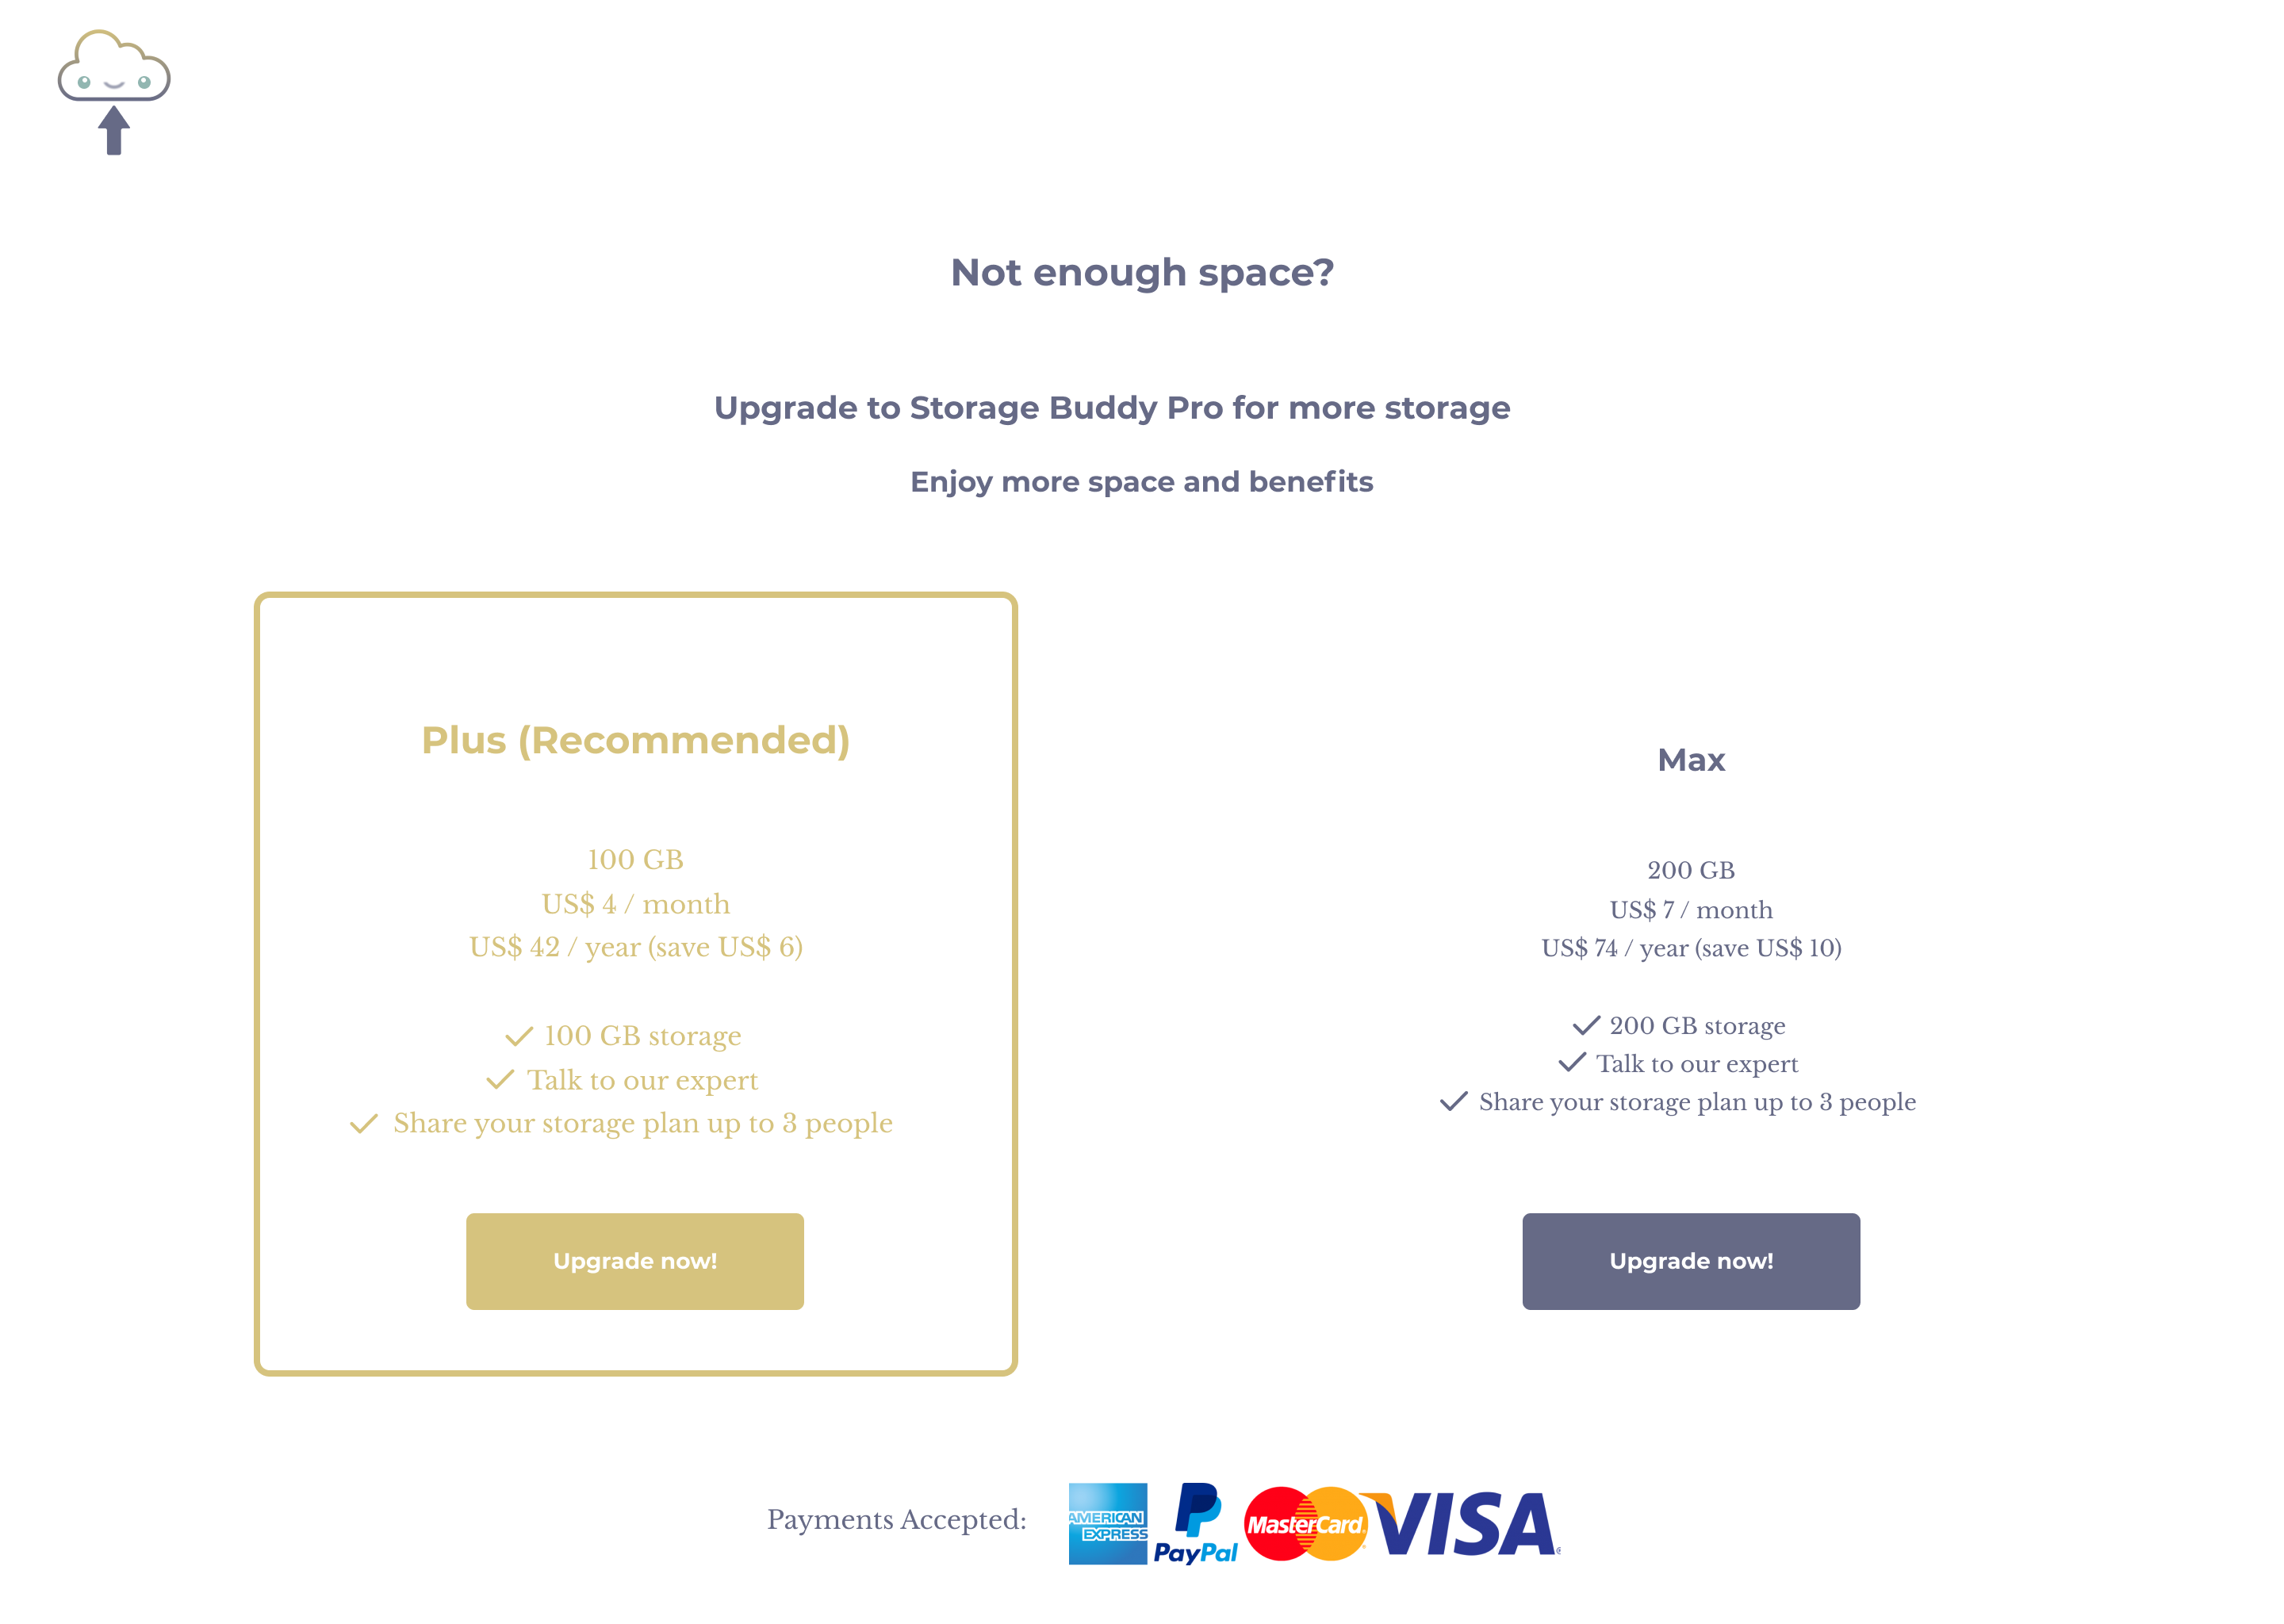 Not enough space?
Upgrade to Storage Buddy Pro for more storage
Enjoy more space and benefits
Plus (Recommended)
100 GB
US$ 4 / month
US$ 42 / year (save US$ 6)
100 GB storage
Talk to our expert
Share your storage plan up to 3 people
Upgrade now!
Max
200 GB
US$ 7 / month
US$ 74 / year (save US$ 10)
200 GB storage
Talk to our expert
Share your storage plan up to 3 people
Upgrade now!
Payments Accepted:
AMERICAN
EXPRESS
PayPal
MasterCard
VISA